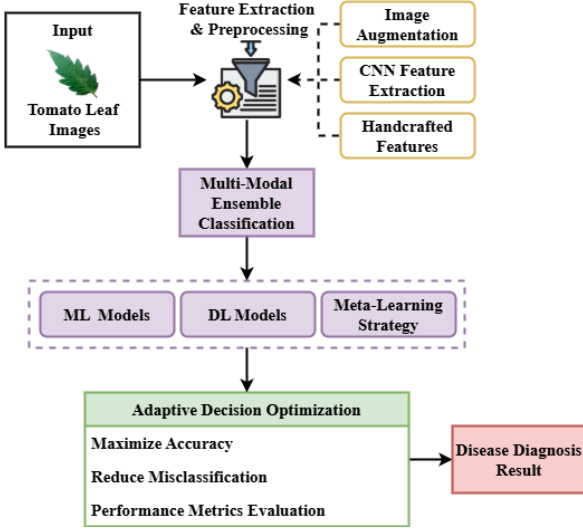 Input
Tomato Leaf
Images
Feature Extraction
& Preprocessing
Image
Augmentation
CNN Feature
Extraction
Handcrafted
Features
Multi-Modal
Ensemble
Classification
ML Models
DL Models
Meta-Learning
Strategy
Adaptive Decision Optimization
Maximize Accuracy
Reduce Misclassification
Performance Metrics Evaluation
Disease Diagnosis
Result